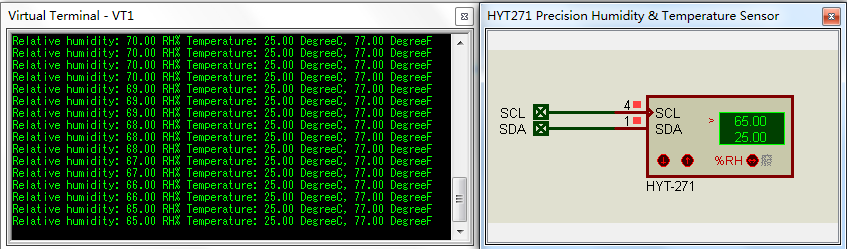 Virtual Terminal - VT1
Relative humidity: 70.00 RH% Temperature: 25.00 DegreeC, 77.00 DegreeF
Relative humidity: 70.00 RH% Temperature: 25.00 DegreeC, 77.00 DegreeF
Relative humidity: 70.00 RH% Temperature: 25.00 DegreeC, 77.00 DegreeF
Relative humidity: 70.00 RH% Temperature: 25.00 DegreeC, 77.00 DegreeF
Relative humidity: 69.00 RH% Temperature: 25.00 DegreeC, 77.00 DegreeF
Relative humidity: 69.00 RH% Temperature: 25.00 DegreeC, 77.00 DegreeF
Relative humidity: 69.00 RH% Temperature: 25.00 DegreeC, 77.00 DegreeF
Relative humidity: 68.00 RH% Temperature: 25.00 DegreeC, 77.00 DegreeF
Relative humidity: 68.00 RH% Temperature: 25.00 DegreeC, 77.00 DegreeF
Relative humidity: 68.00 RH% Temperature: 25.00 DegreeC, 77.00 DegreeF
Relative humidity: 67.00 RH% Temperature: 25.00 DegreeC, 77.00 DegreeF
Relative humidity: 67.00 RH% Temperature: 25.00 DegreeC, 77.00 DegreeF
Relative humidity: 66.00 RH% Temperature: 25.00 DegreeC, 77.00 DegreeF
Relative humidity: 66.00 RH% Temperature: 25.00 DegreeC, 77.00 DegreeF
Relative humidity: 65.00 RH% Temperature: 25.00 DegreeC, 77.00 DegreeF
Relative humidity: 65.00 RH% Temperature: 25.00 DegreeC, 77.00 DegreeF
HYT271 Precision Humidity & Temperature Sensor
SCL 4 SCL > 65.00
SDA 1 SDA 25.00
%RH
HYT-271